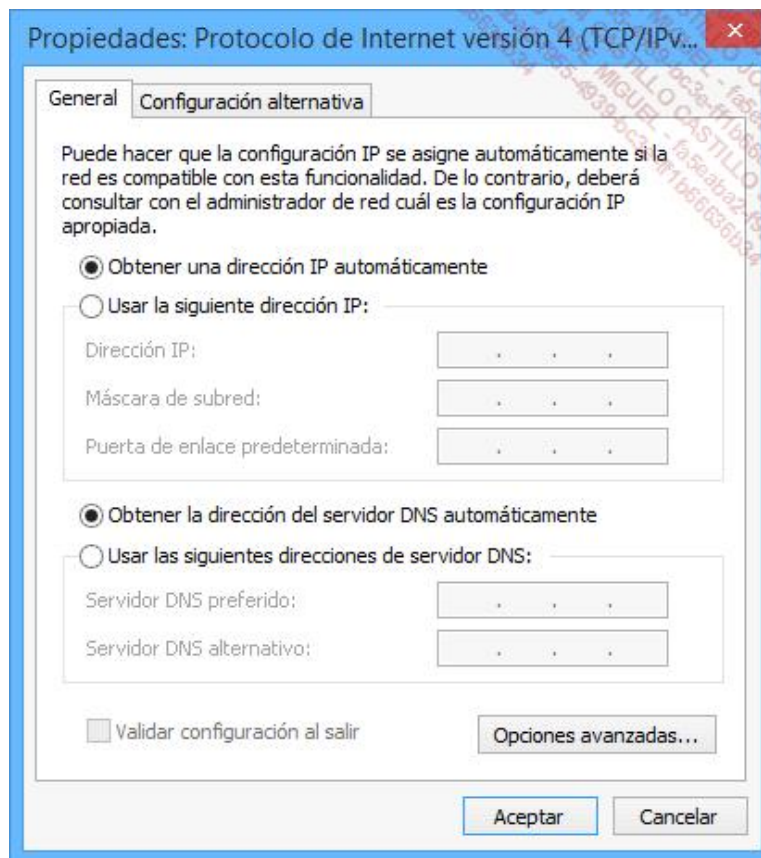 Propiedades: Protocolo de Internet versión 4 (TCP/IPv...
General
Configuración alternativa
Puede hacer que la configuración IP se asigne automáticamente si la
red es compatible con esta funcionalidad. De lo contrario, deberá
consultar con el administrador de red cuál es la configuración IP
apropiada.
Obtener una dirección IP automáticamente
Usar la siguiente dirección IP:
Dirección IP:
Máscara de subred:
Puerta de enlace predeterminada:
Obtener la dirección del servidor DNS automáticamente
Usar las siguientes direcciones de servidor DNS:
Servidor DNS preferido:
Servidor DNS alternativo:
Validar configuración al salir
Opciones avanzadas...
Aceptar
Cancelar